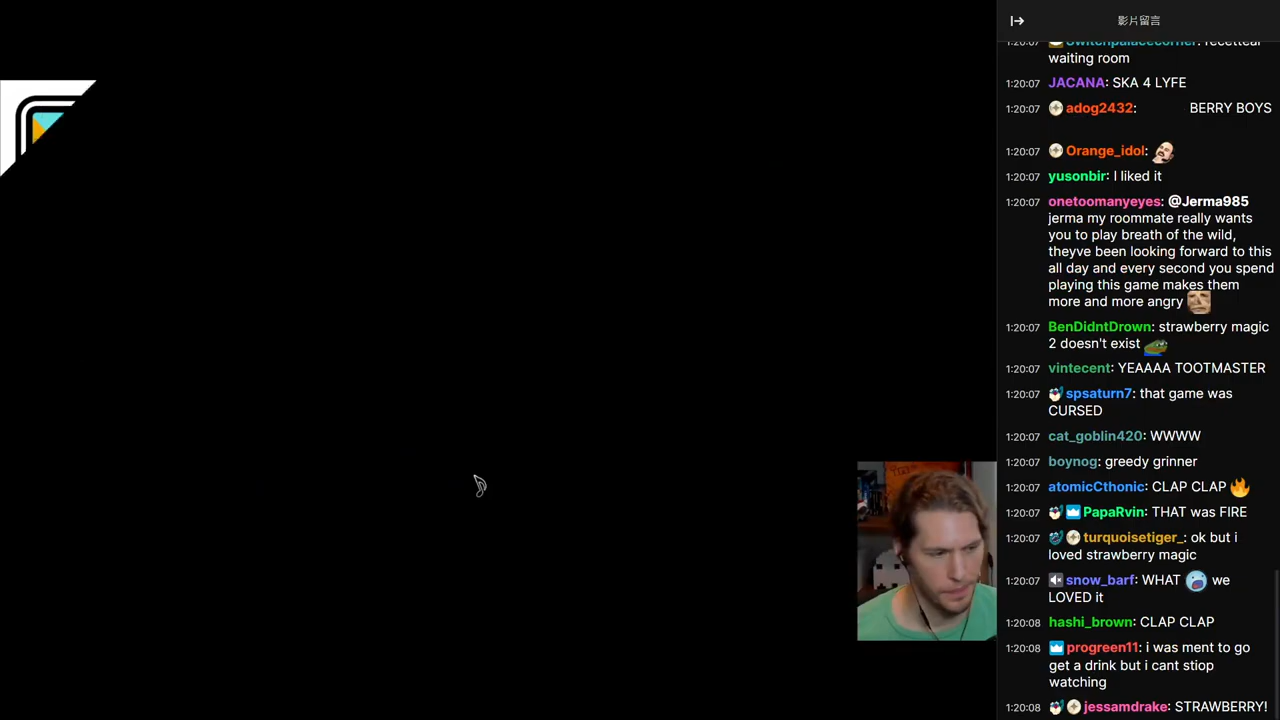 影片留言
1:20:07 Switchpalacecorner: recettear
waiting room
1:20:07 JACANA: SKA 4 LYFE
1:20:07 adog2432: BERRY BOYS
1:20:07 Orange_idol:
1:20:07 yusonbir: I liked it
1:20:07 onetoomanyeyes: @Jerma985
jerma my roommate really wants
you to play breath of the wild,
theyve been looking forward to this
all day and every second you spend
playing this game makes them
more and more angry
1:20:07 BenDidntDrown: strawberry magic
2 doesn't exist
1:20:07 vintecent: YEAAAA TOOTMASTER
1:20:07 spsaturn7: that game was
CURSED
1:20:07 cat_goblin420: WWWW
1:20:07 boynog: greedy grinner
1:20:07 atomicCthonic: CLAP CLAP
1:20:07 PapaRvin: THAT was FIRE
1:20:07 turquoisetiger_: ok but i
loved strawberry magic
1:20:07 snow_barf: WHAT we
LOVED it
1:20:08 hashi_brown: CLAP CLAP
1:20:08 progreen11: i was ment to go
get a drink but i cant stiop
watching
1:20:08 jessamdrake: STRAWBERRY!